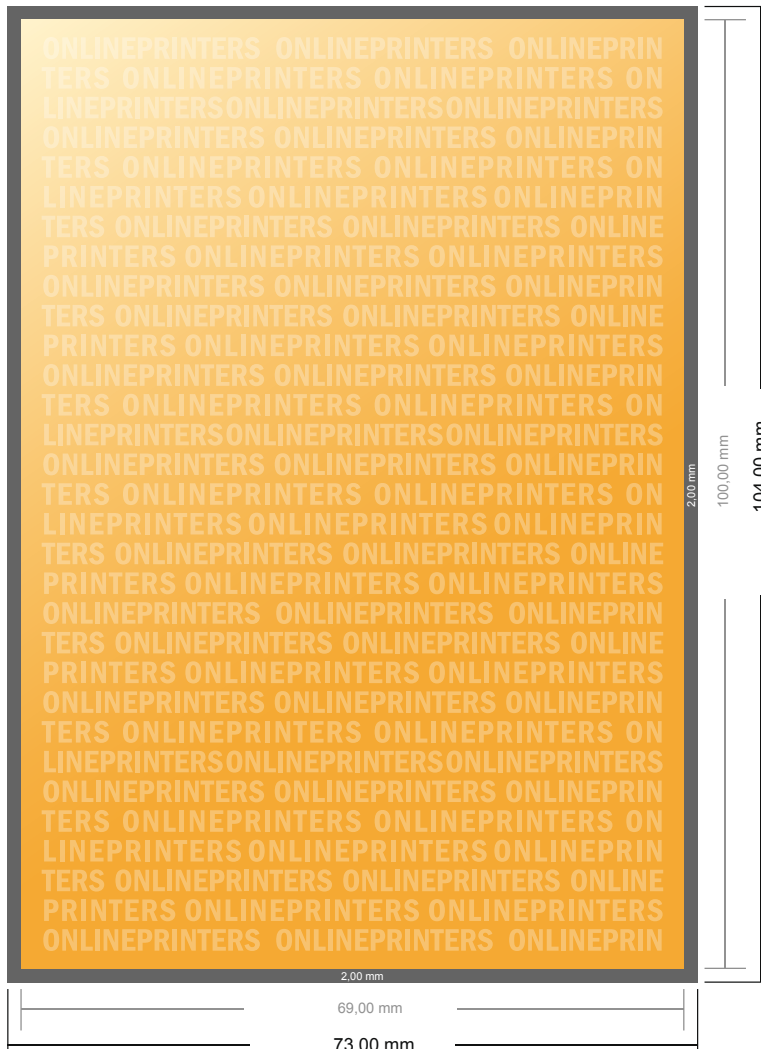 ONLINEPRINTERS ONLINEPRINTERS ONLINEPRIN
TERS ONLINEPRINTERS ONLINEPRINTERS ON
LINEPRINTERSONLINEPRINTERSONLINEPRINTERS
ONLINEPRINTERS ONLINEPRINTERS ONLINEPRIN
TERS ONLINEPRINTERS ONLINEPRINTERS ON
LINEPRINTERS ONLINEPRINTERS ONLINEPRIN
TERS ONLINEPRINTERS ONLINEPRINTERS ONLINE
PRINTERS ONLINEPRINTERS ONLINEPRINTERS
ONLINEPRINTERS ONLINEPRINTERS ONLINEPRIN
TERS ONLINEPRINTERS ONLINEPRINTERS ONLINE
PRINTERS ONLINEPRINTERS ONLINEPRINTERS
ONLINEPRINTERS ONLINEPRINTERS ONLINEPRIN
TERS ONLINEPRINTERS ONLINEPRINTERS ON
LINEPRINTERSONLINEPRINTERSONLINEPRINTERS
ONLINEPRINTERS ONLINEPRINTERS ONLINEPRIN
TERS ONLINEPRINTERS ONLINEPRINTERS ON
LINEPRINTERS ONLINEPRINTERS ONLINEPRIN
TERS ONLINEPRINTERS ONLINEPRINTERS ONLINE
PRINTERS ONLINEPRINTERS ONLINEPRINTERS
ONLINEPRINTERS ONLINEPRINTERS ONLINEPRIN
TERS ONLINEPRINTERS ONLINEPRINTERS ONLINE
PRINTERS ONLINEPRINTERS ONLINEPRINTERS
ONLINEPRINTERS ONLINEPRINTERS ONLINEPRIN
TERS ONLINEPRINTERS ONLINEPRINTERS ON
LINEPRINTERSONLINEPRINTERSONLINEPRINTERS
ONLINEPRINTERS ONLINEPRINTERS ONLINEPRIN
TERS ONLINEPRINTERS ONLINEPRINTERS ON
LINEPRINTERS ONLINEPRINTERS ONLINEPRIN
TERS ONLINEPRINTERS ONLINEPRINTERS ONLINE
PRINTERS ONLINEPRINTERS ONLINEPRINTERS
ONLINEPRINTERS ONLINEPRINTERS ONLINEPRIN
2,00 mm
100,00 mm
104,00 mm
2,00 mm
69,00 mm
73,00 mm